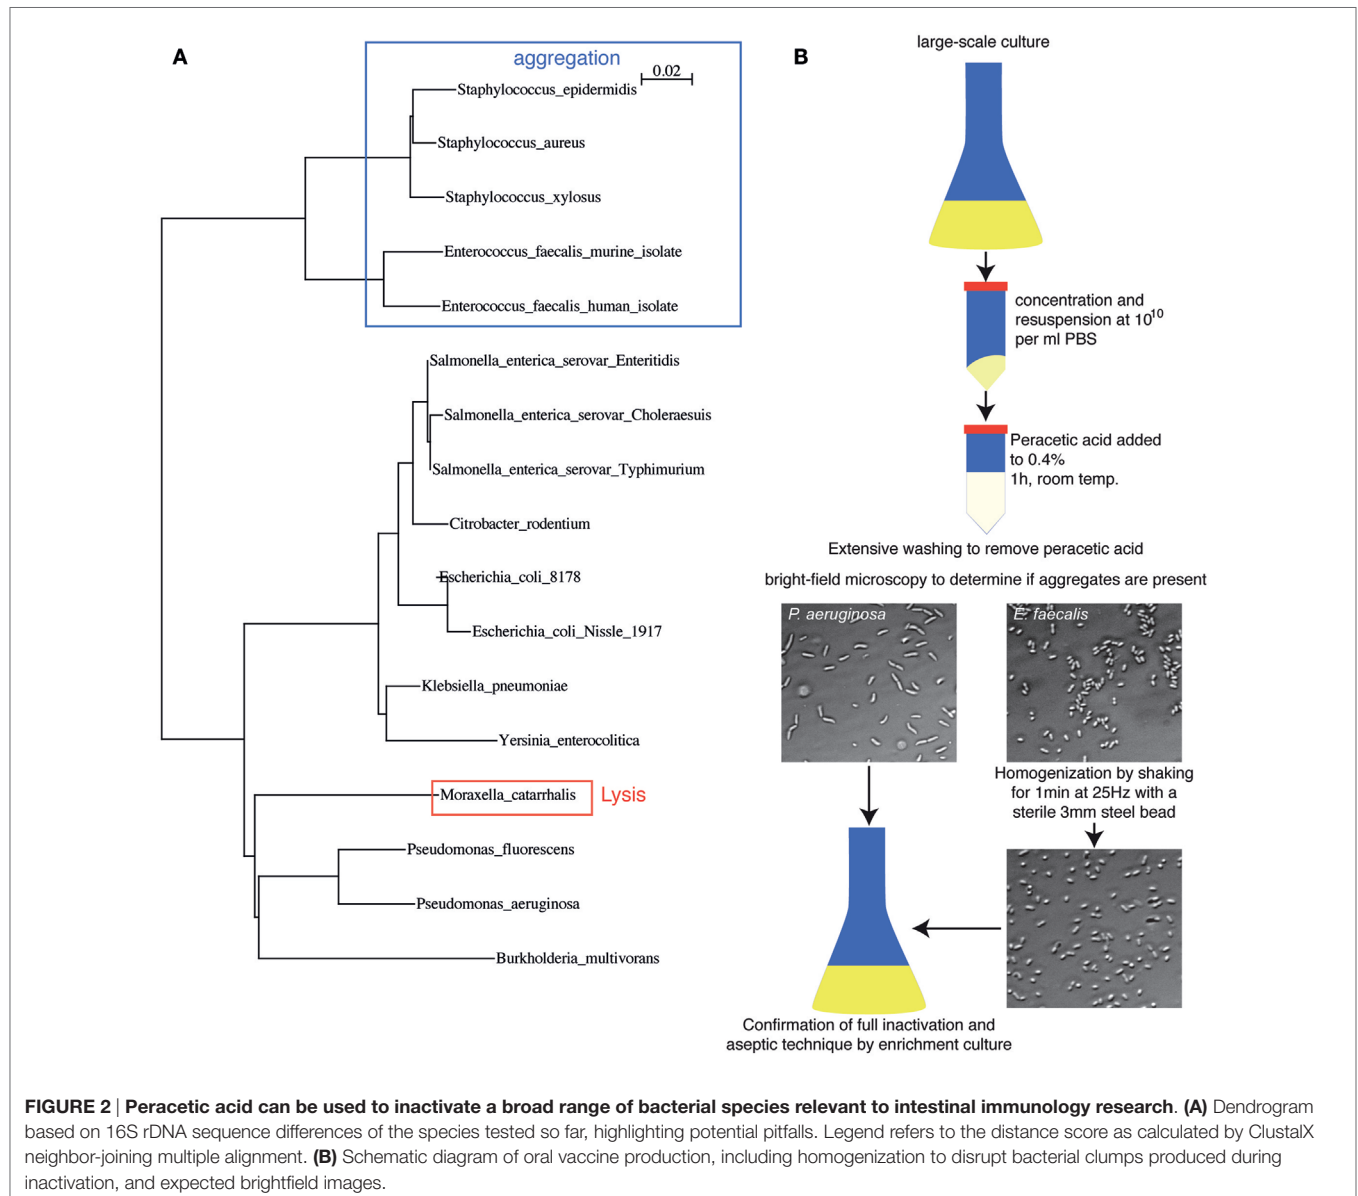 A
aggregation
0.02
Staphylococcus_epidermidis
Staphylococcus_aureus
Staphylococcus_xylosus
Enterococcus_faecalis_murine_isolate
Enterococcus_faecalis_human_isolate
Salmonella_enterica_serovar_Enteritidis
Salmonella_enterica_serovar_Choleraesuis
Salmonella_enterica_serovar_Typhimurium
Citrobacter_rodentium
Escherichia_coli_8178
Escherichia_coli_Nissle_1917
Klebsiella_pneumoniae
Yersinia_enterocolitica
Moraxella_catarrhalis
Lysis
Pseudomonas_fluorescens
Pseudomonas_aeruginosa
Burkholderia_multivorans
B
large-scale culture
concentration and
resuspension at 10¹⁰
per ml PBS
Peracetic acid added
to 0.4%
1h, room temp.
Extensive washing to remove peracetic acid
bright-field microscopy to determine if aggregates are present
P. aeruginosa
E. faecalis
Homogenization by shaking
for 1min at 25Hz with a
sterile 3mm steel bead
Confirmation of full inactivation and
aseptic technique by enrichment culture
FIGURE 2 | Peracetic acid can be used to inactivate a broad range of bacterial species relevant to intestinal immunology research. (A) Dendrogram
based on 16S rDNA sequence differences of the species tested so far, highlighting potential pitfalls. Legend refers to the distance score as calculated by ClustalX
neighbor-joining multiple alignment. (B) Schematic diagram of oral vaccine production, including homogenization to disrupt bacterial clumps produced during
inactivation, and expected brightfield images.